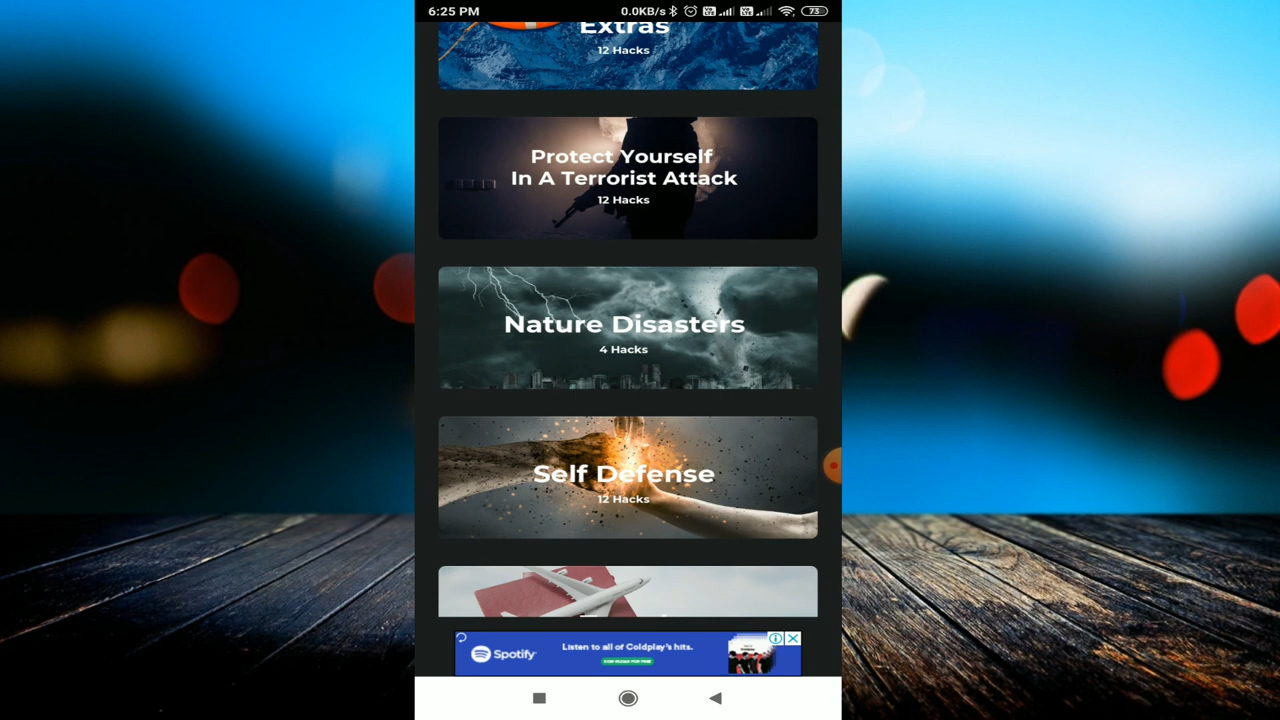 6:25 PM
0.0KB/s
73
Extras
12 Hacks
Protect Yourself
In A Terrorist Attack
12 Hacks
Nature Disasters
4 Hacks
Self Defense
12 Hacks
Spotify
Listen to all of Coldplay's hits.